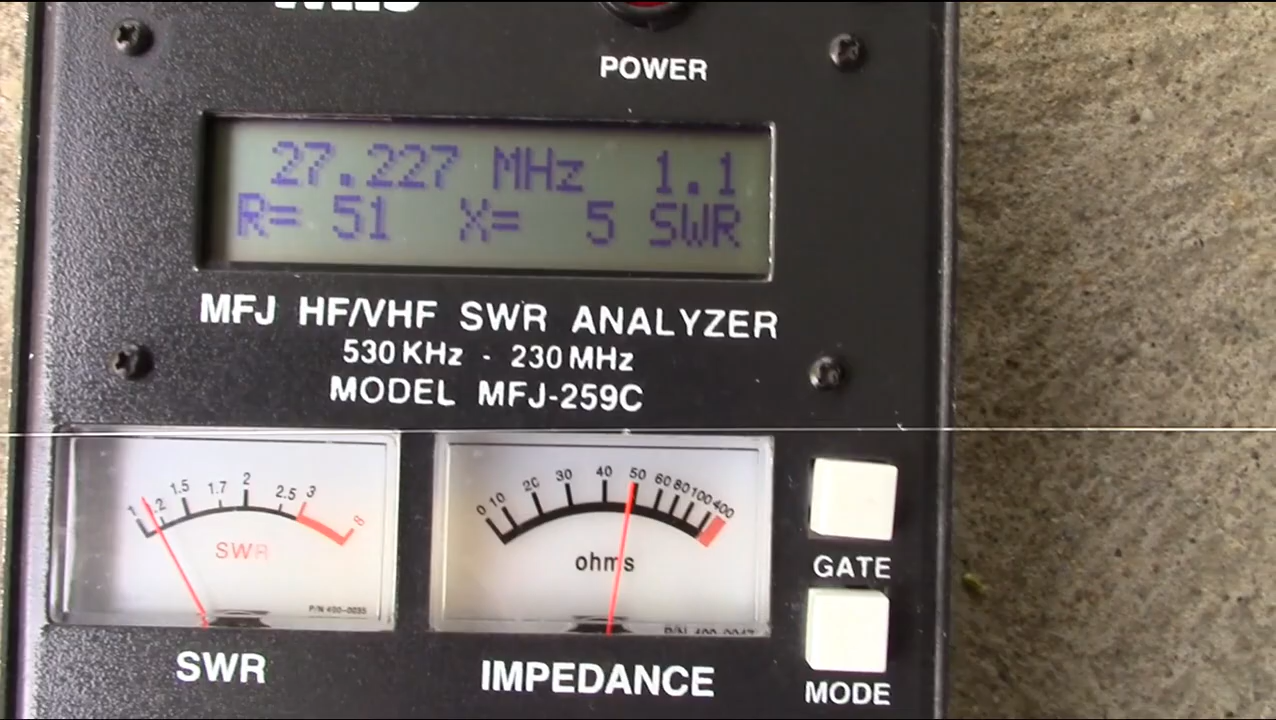 POWER
27.227 MHz 1.1
R= 51 X= 5 SWR
MFJ HF/VHF SWR ANALYZER
530 KHz - 230 MHz
MODEL MFJ-259C
1 1.5 1.7 2 2.5 3 8
SWR
P/N 400-0035
0 10 20 30 40 50 60 80 100 400
ohms
GATE
SWR
IMPEDANCE
MODE